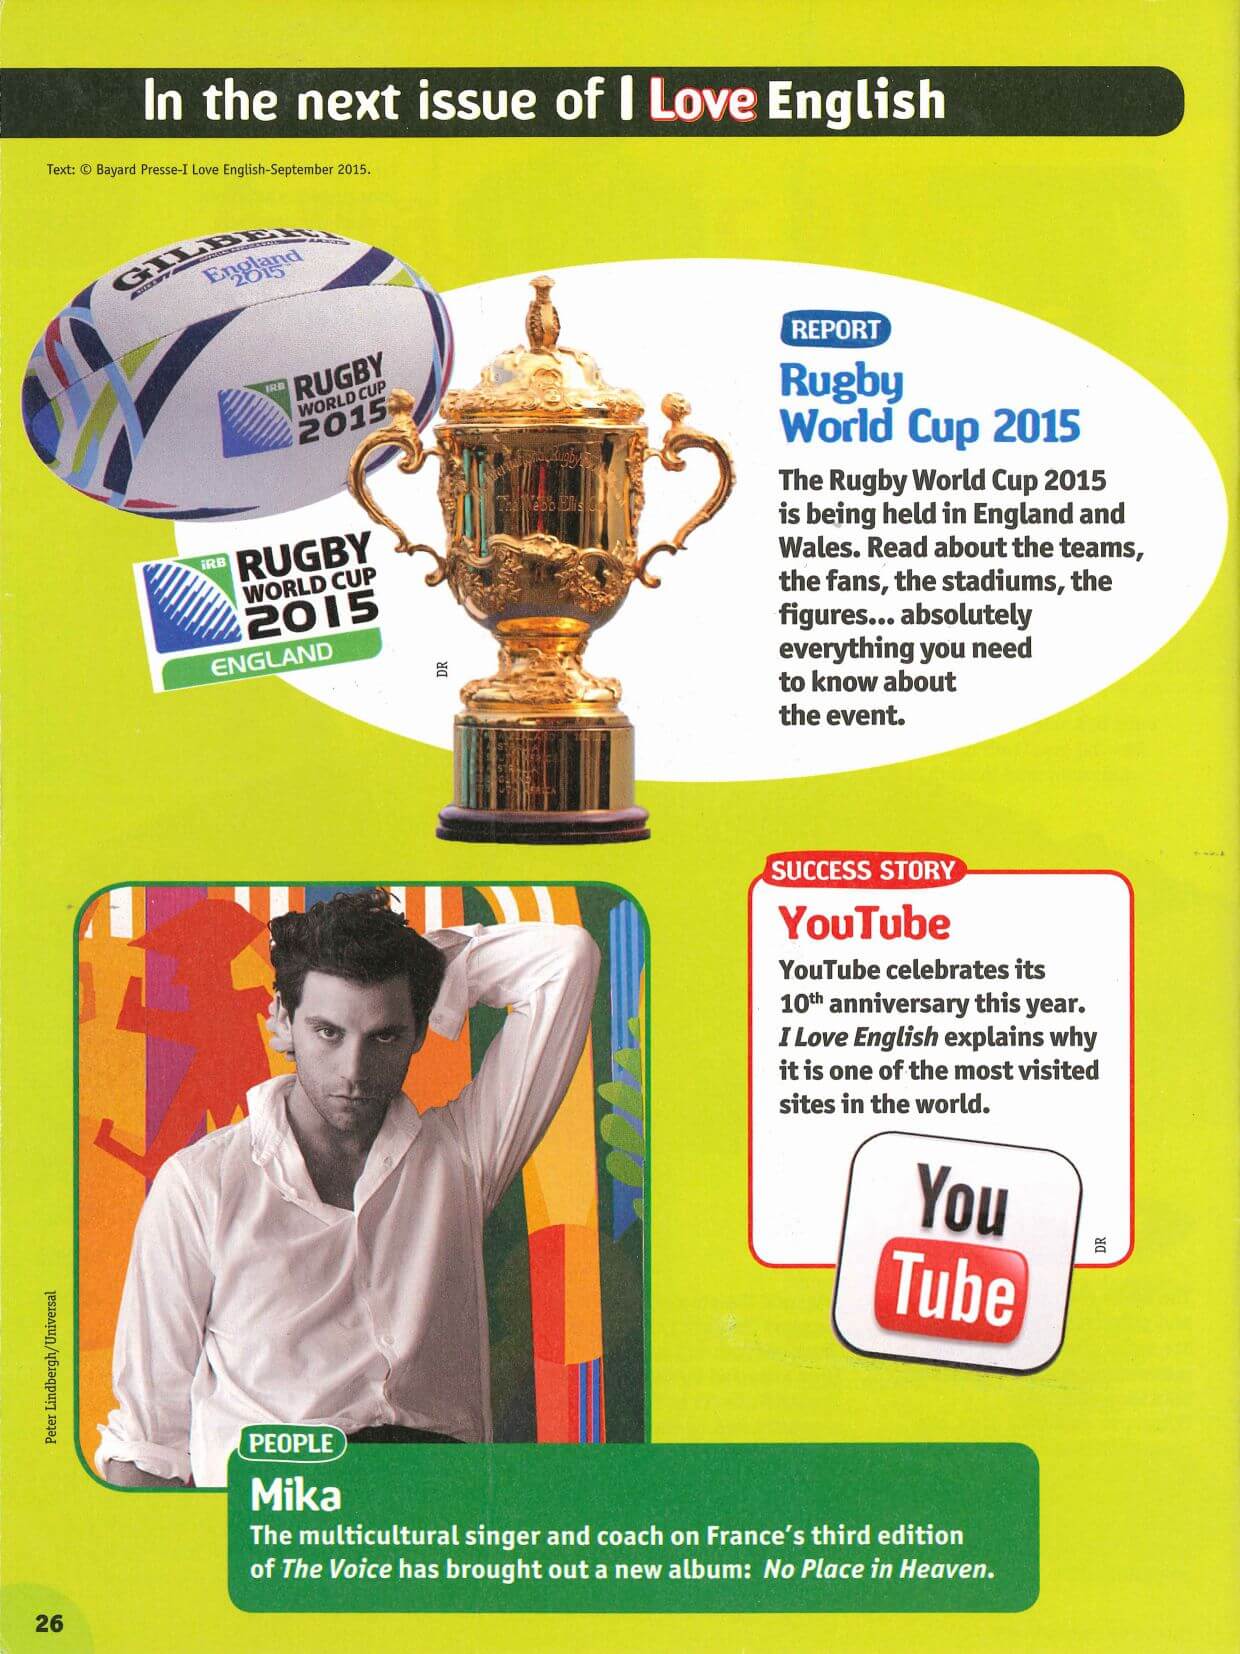 In the next issue of I Love English
Text: © Bayard Presse-I Love English-September 2015.
GILBERT
England
2015
IRB
RUGBY
WORLD CUP
2015
iRB
RUGBY
WORLD CUP
2015
ENGLAND
International Rugby
The Webb Ellis Cup
DR
REPORT
Rugby
World Cup 2015
The Rugby World Cup 2015
is being held in England and
Wales. Read about the teams,
the fans, the stadiums, the
figures... absolutely
everything you need
to know about
the event.
SUCCESS STORY
YouTube
YouTube celebrates its
10th anniversary this year.
I Love English explains why
it is one of the most visited
sites in the world.
You
Tube
DR
Peter Lindbergh/Universal
PEOPLE
Mika
The multicultural singer and coach on France's third edition
of The Voice has brought out a new album: No Place in Heaven.
26